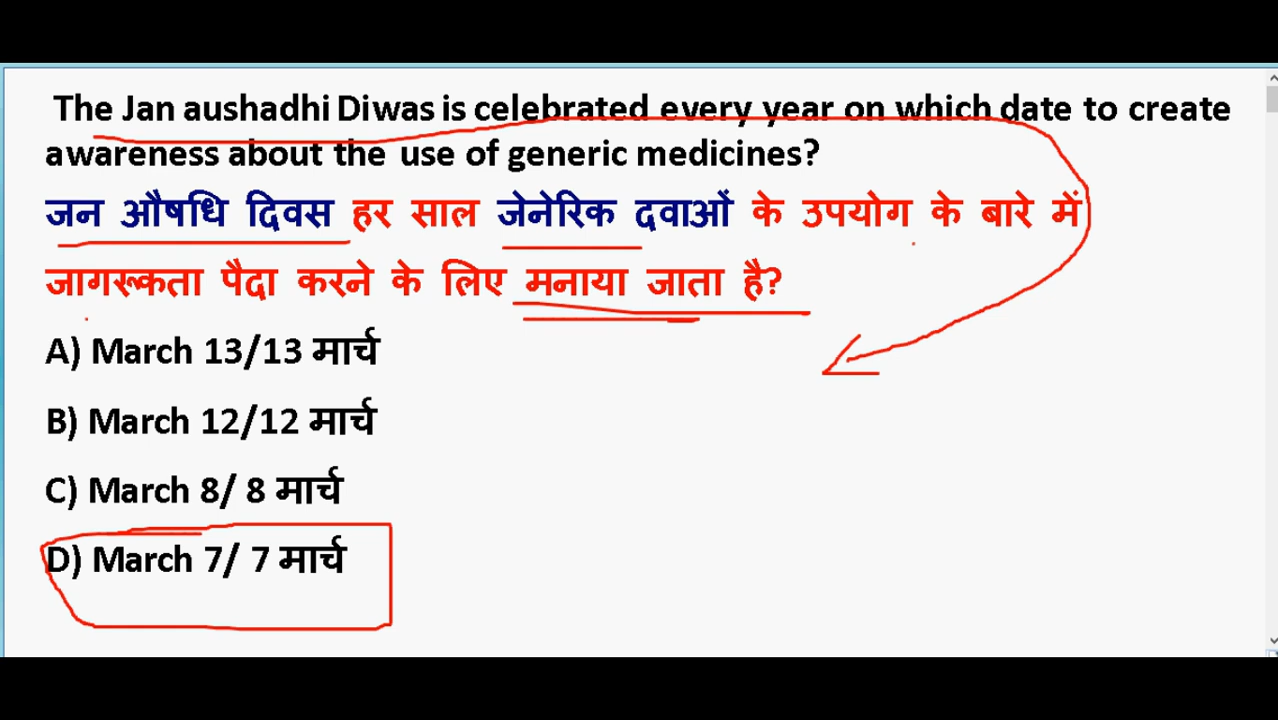 The Jan aushadhi Diwas is celebrated every year on which date to create
awareness about the use of generic medicines?
जन औषधि दिवस हर साल जेनेरिक दवाओं के उपयोग के बारे में
जागरूकता पैदा करने के लिए मनाया जाता है?
A) March 13/13 मार्च
B) March 12/12 मार्च
C) March 8/ 8 मार्च
D) March 7/ 7 मार्च